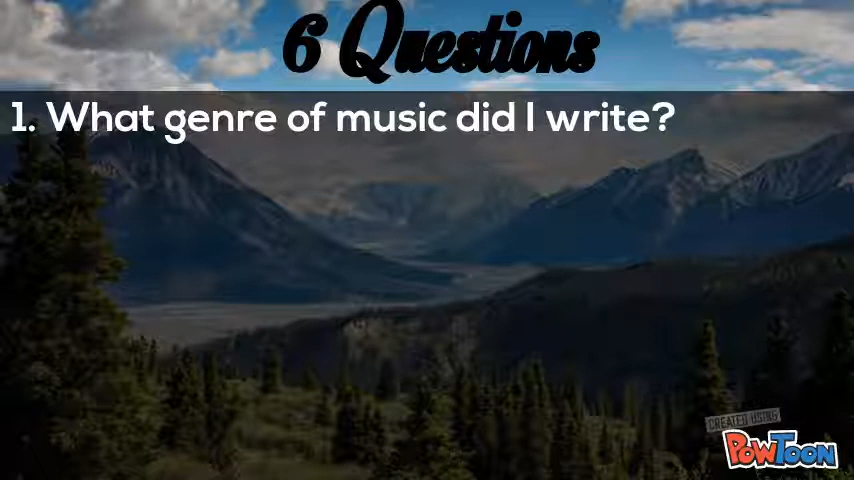 6 Questions
1. What genre of music did I write?
CREATED USING
PowToon